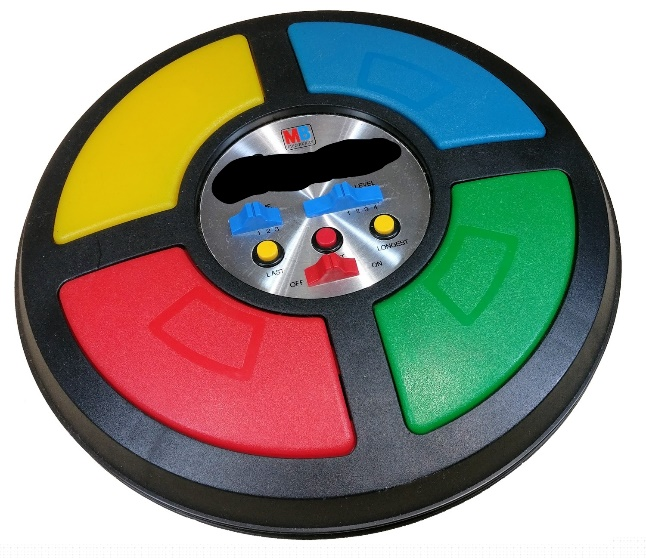 MB
LEVEL
1 2 3
1 2 3 4
LAST
LONGEST
OFF
ON